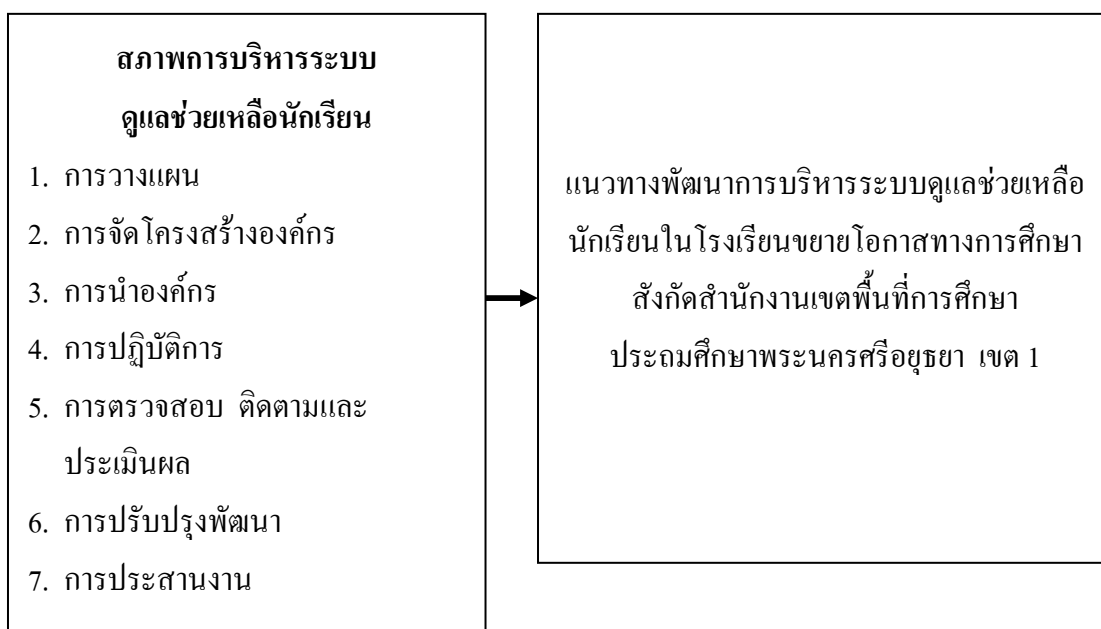 สภาพการบริหารระบบ
ดูแลช่วยเหลือนักเรียน
1. การวางแผน
2. การจัดโครงสร้างองค์กร
3. การนำองค์กร
4. การปฏิบัติการ
5. การตรวจสอบ ติดตามและ
ประเมินผล
6. การปรับปรุงพัฒนา
7. การประสานงาน
แนวทางพัฒนาการบริหารระบบดูแลช่วยเหลือ
นักเรียนในโรงเรียนขยายโอกาสทางการศึกษา
สังกัดสำนักงานเขตพื้นที่การศึกษา
ประถมศึกษาพระนครศรีอยุธยา เขต 1